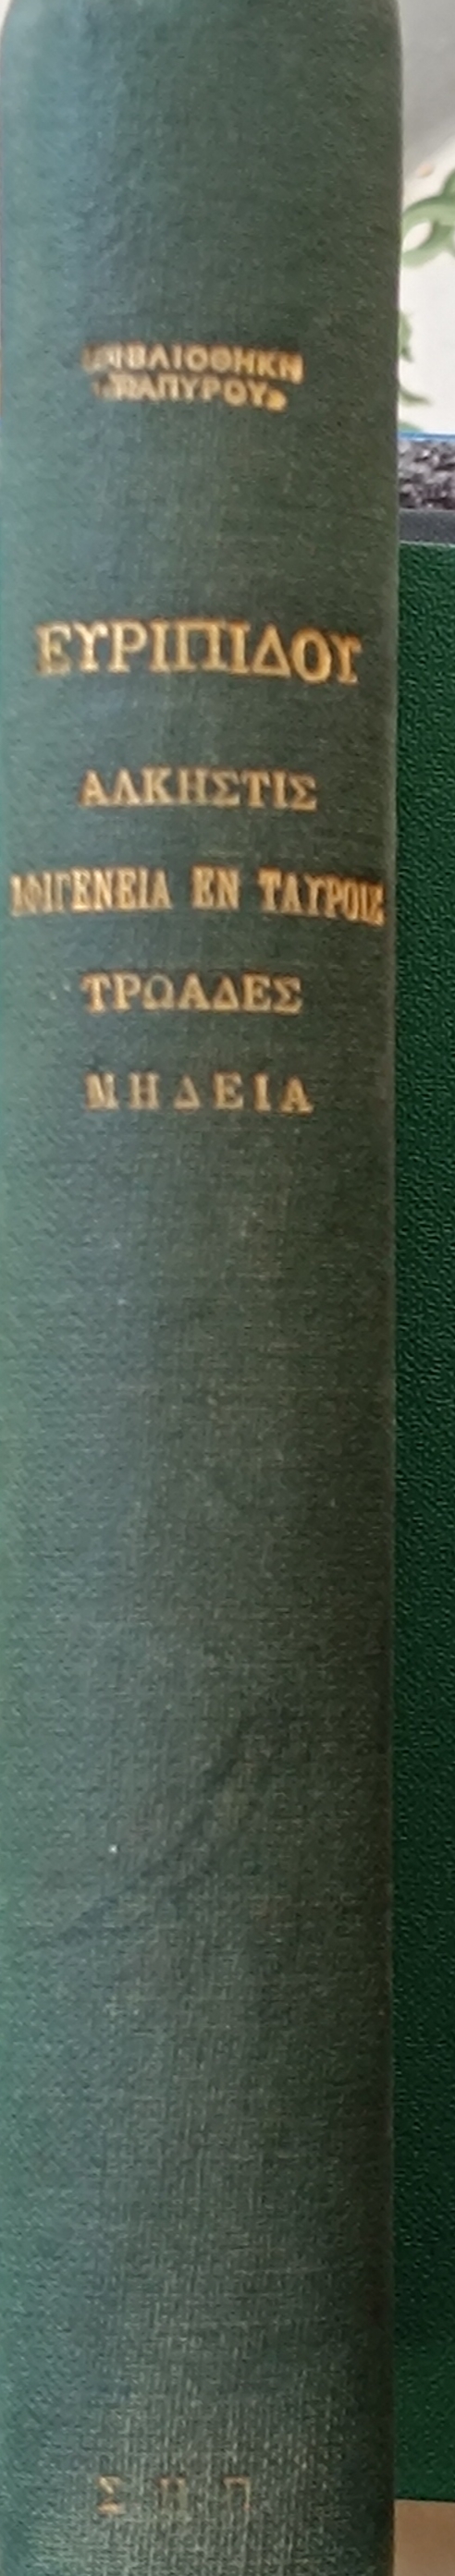 ΒΙΒΛΙΟΘΗΚΗ
«ΠΑΠΥΡΟΥ»
ΕΥΡΙΠΙΔΟΥ
ΑΛΚΗΣΤΙΣ
ΙΦΙΓΕΝΕΙΑ ΕΝ ΤΑΥΡΟΙΣ
ΤΡΩΑΔΕΣ
ΜΗΔΕΙΑ
Σ Π Π